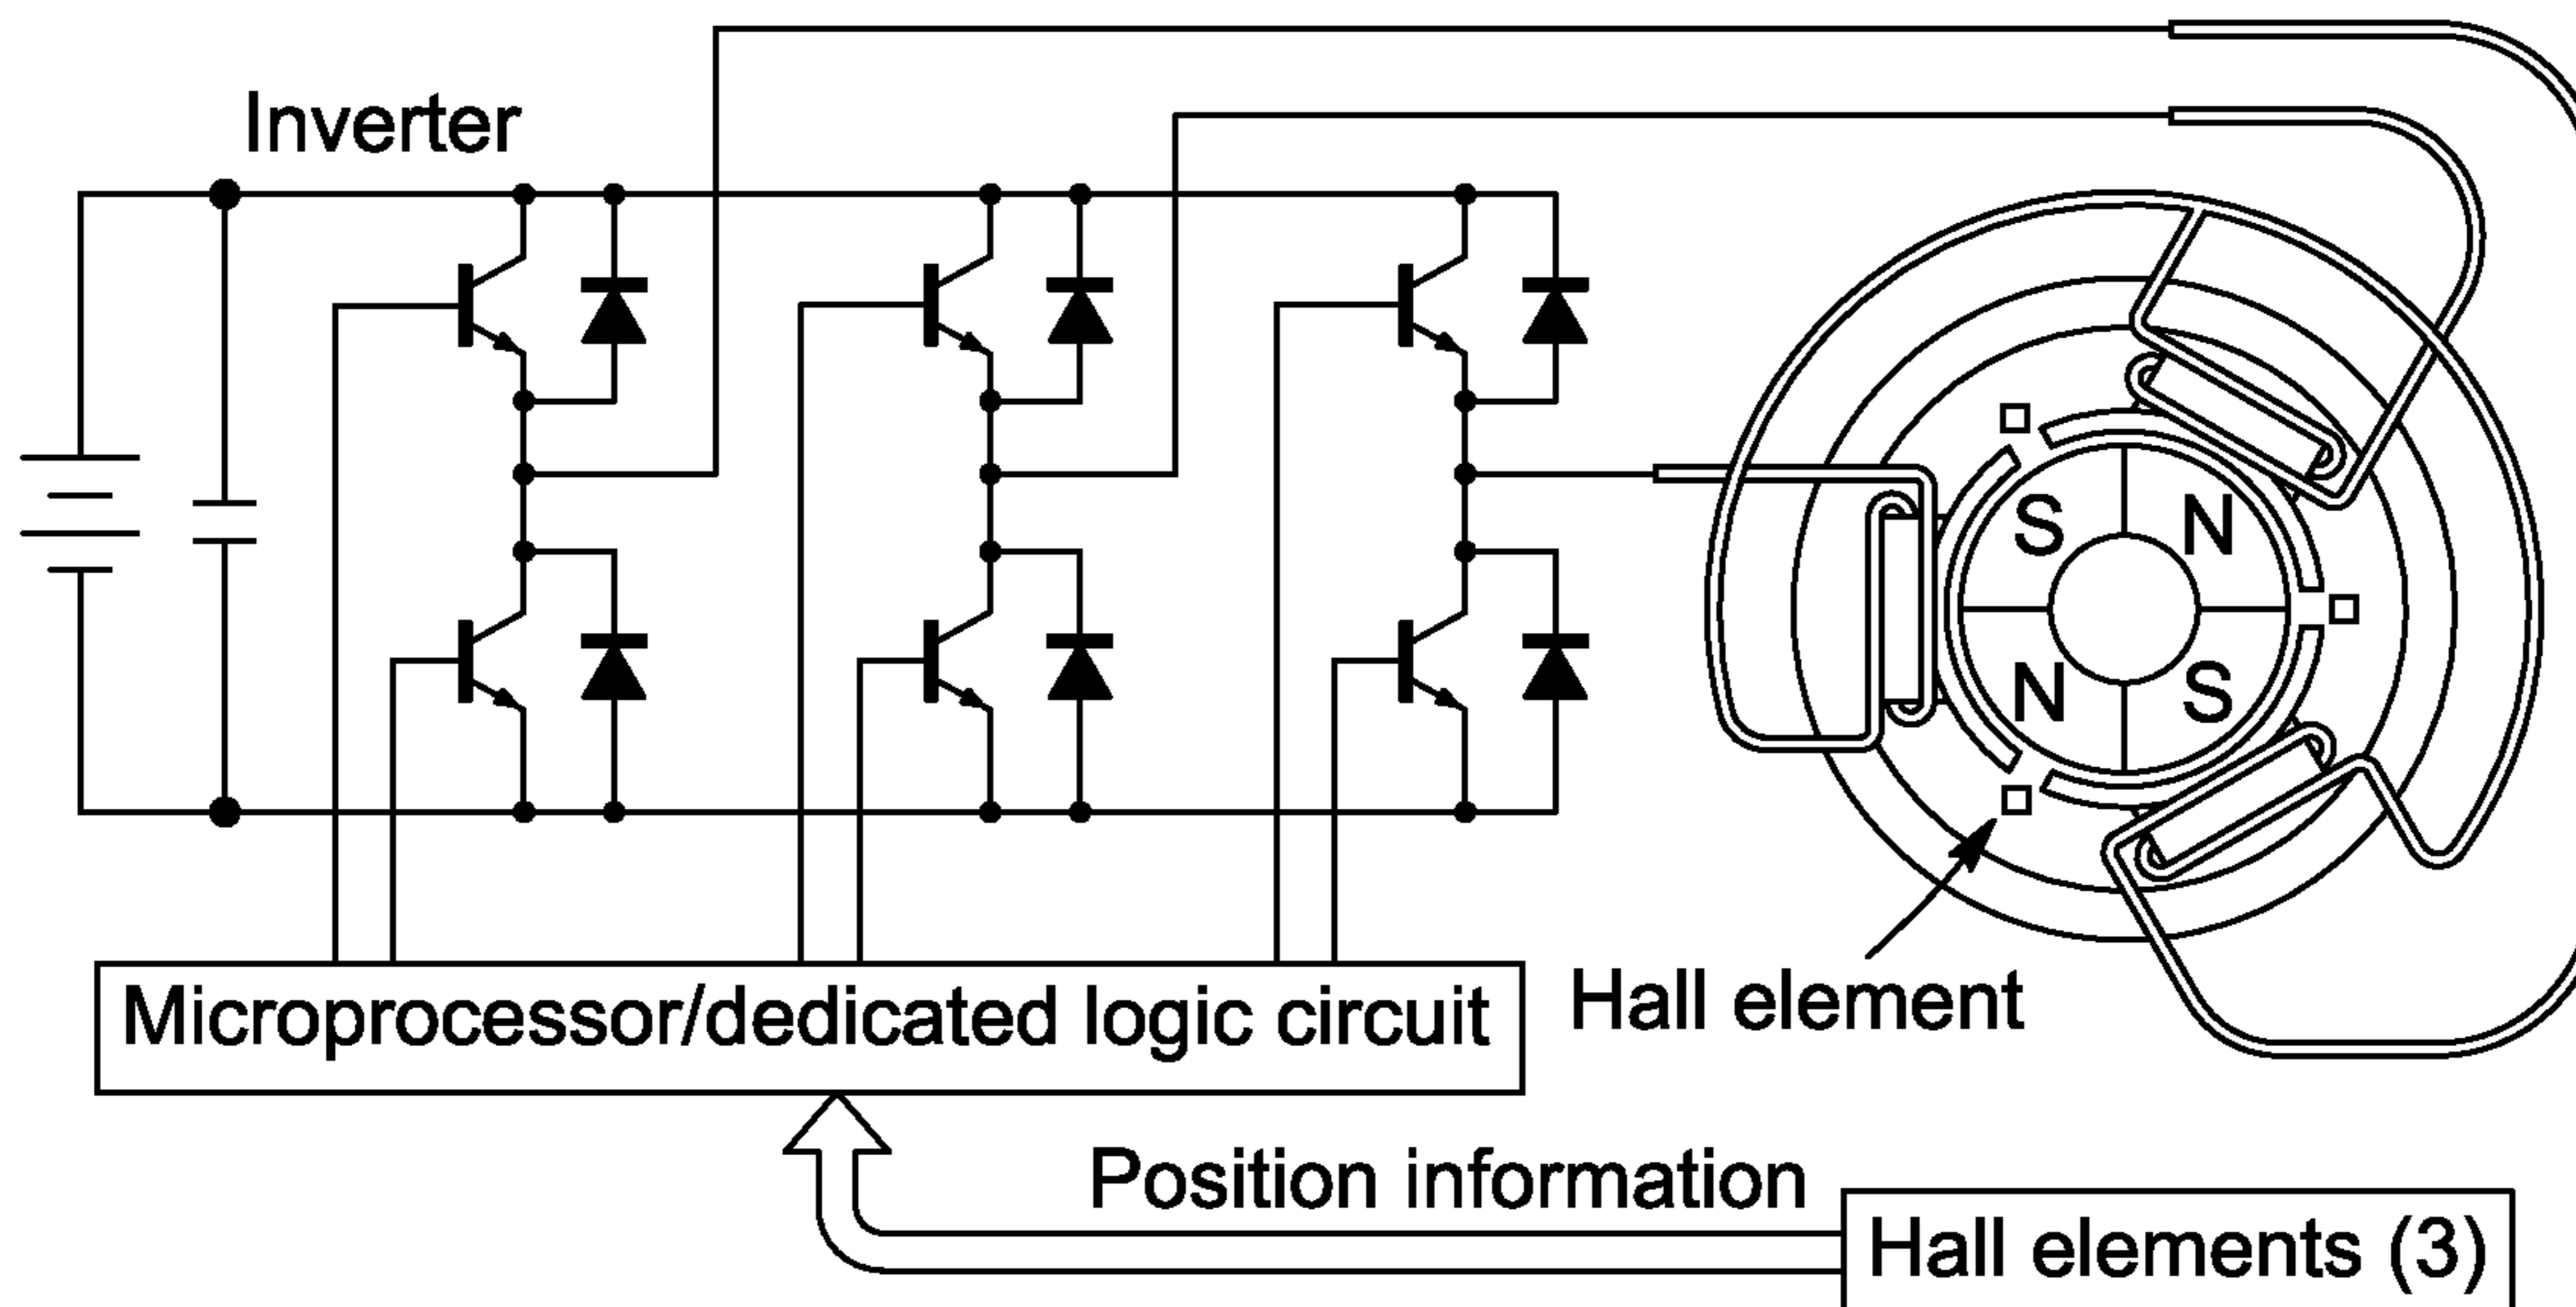 Inverter
S N
N S
Microprocessor/dedicated logic circuit
Hall element
Position information
Hall elements (3)